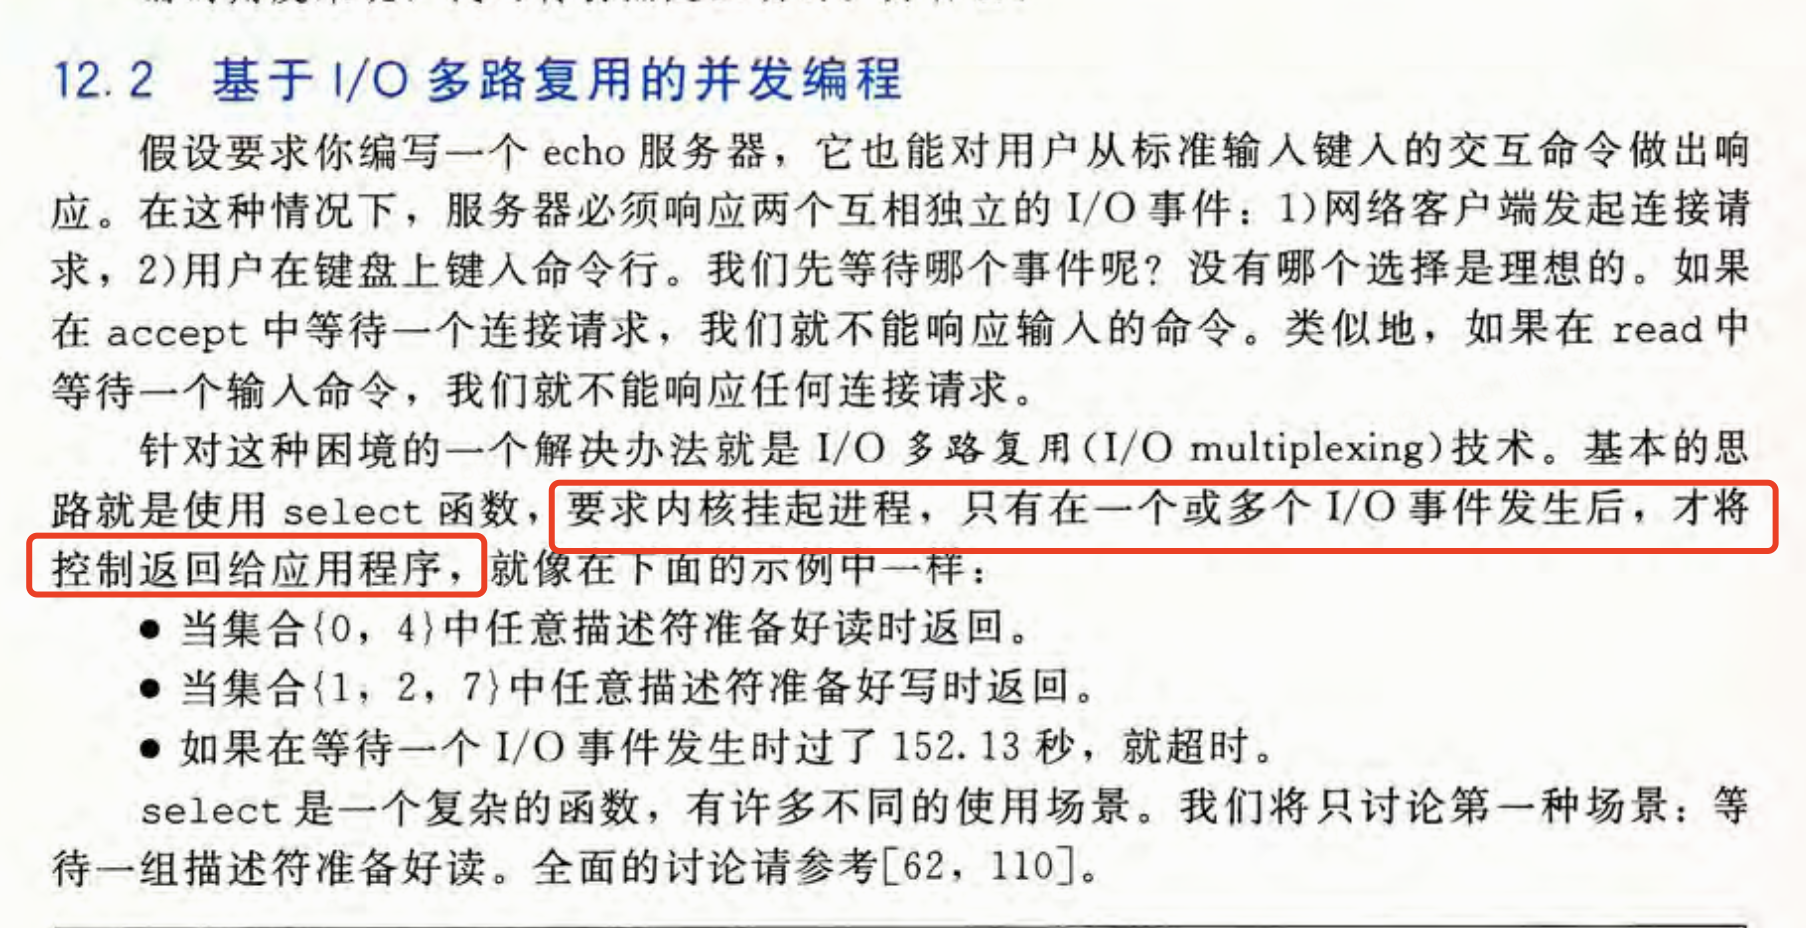 12.2 基于 I/O 多路复用的并发编程
假设要求你编写一个 echo 服务器，它也能对用户从标准输入键入的交互命令做出响
应。在这种情况下，服务器必须响应两个互相独立的 I/O 事件：1)网络客户端发起连接请
求，2)用户在键盘上键入命令行。我们先等待哪个事件呢？没有哪个选择是理想的。如果
在 accept 中等待一个连接请求，我们就不能响应输入的命令。类似地，如果在 read 中
等待一个输入命令，我们就不能响应任何连接请求。
针对这种困境的一个解决办法就是 I/O 多路复用(I/O multiplexing)技术。基本的思
路就是使用 select 函数，要求内核挂起进程，只有在一个或多个 I/O 事件发生后，才将
控制返回给应用程序，就像在下面的示例中一样：
● 当集合{0，4}中任意描述符准备好读时返回。
● 当集合{1，2，7}中任意描述符准备好写时返回。
● 如果在等待一个 I/O 事件发生时过了 152.13 秒，就超时。
select 是一个复杂的函数，有许多不同的使用场景。我们将只讨论第一种场景：等
待一组描述符准备好读。全面的讨论请参考[62，110]。